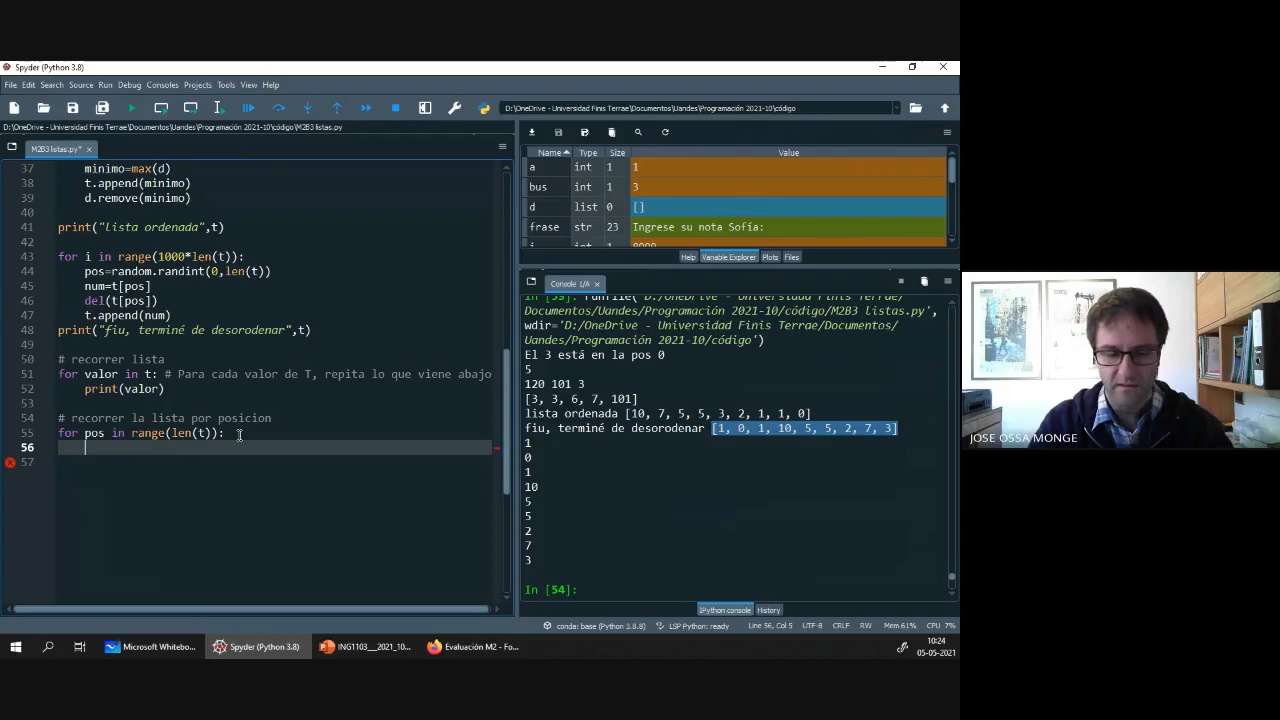 Spyder (Python 3.8)
File Edit Search Source Run Debug Consoles Projects Tools View Help
D:\OneDrive - Universidad Finis Terrae\Documentos\Uandes\Programación 2021-10\código
D:\OneDrive - Universidad Finis Terrae\Documentos\Uandes\Programación 2021-10\código\M2B3 listas.py
M2B3 listas.py*
37 minimo=max(d)
38 t.append(minimo)
39 d.remove(minimo)
40
41 print("lista ordenada",t)
42
43 for i in range(1000*len(t)):
44 pos=random.randint(0,len(t))
45 num=t[pos]
46 del(t[pos])
47 t.append(num)
48 print("fiu, terminé de desorodenar",t)
49
50 # recorrer lista
51 for valor in t: # Para cada valor de T, repita lo que viene abajo
52 print(valor)
53
54 # recorrer la lista por posicion
55 for pos in range(len(t)):
56
57
Name Type Size Value
a int 1 1
bus int 1 3
d list 0 []
frase str 23 Ingrese su nota Sofía:
i int 1 8999
Help Variable Explorer Plots Files
Console 1/A
In [53]: runfile('D:/OneDrive - Universidad Finis Terrae/
Documentos/Uandes/Programación 2021-10/código/M2B3 listas.py',
wdir='D:/OneDrive - Universidad Finis Terrae/Documentos/
Uandes/Programación 2021-10/código')
El 3 está en la pos 0
5
120 101 3
[3, 3, 6, 7, 101]
lista ordenada [10, 7, 5, 5, 3, 2, 1, 1, 0]
fiu, terminé de desorodenar [1, 0, 1, 10, 5, 5, 2, 7, 3]
1
0
1
10
5
5
2
7
3
In [54]:
IPython console History
conda: base (Python 3.8.8) LSP Python: ready Line 56, Col 5 UTF-8 CRLF RW Mem 61% CPU 7%
Microsoft Whitebo... Spyder (Python 3.8) ING1103__2021_10... Evaluación M2 - Fo...
10:24
05-05-2021
JOSE OSSA MONGE